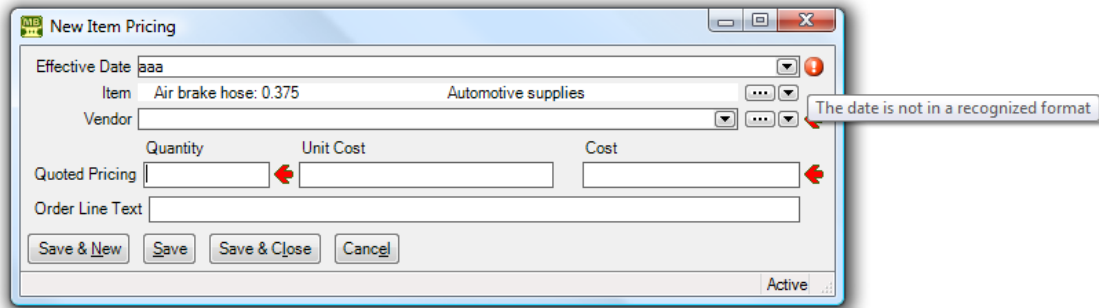 MB
New Item Pricing
Effective Date aaa
Item Air brake hose: 0.375 Automotive supplies
The date is not in a recognized format
Vendor
Quantity Unit Cost Cost
Quoted Pricing
Order Line Text
Save & New Save Save & Close Cancel
Active